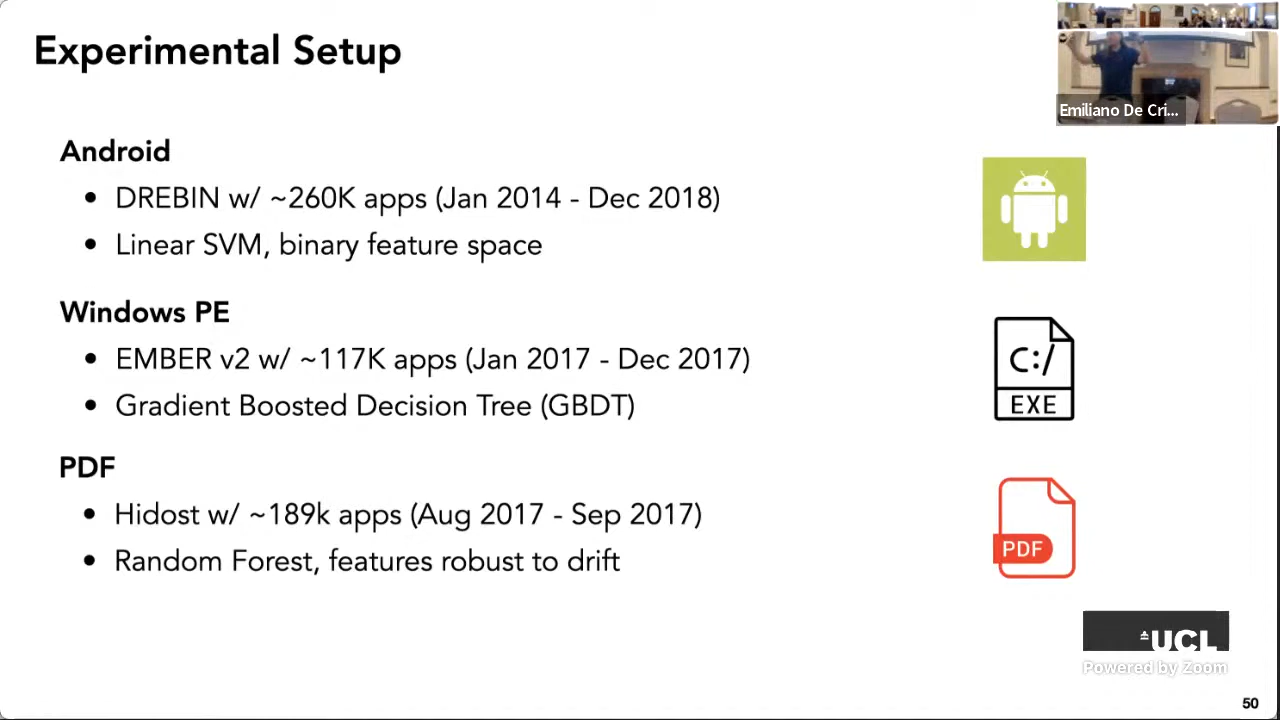 Experimental Setup
Emiliano De Cri...
Android
• DREBIN w/ ~260K apps (Jan 2014 - Dec 2018)
• Linear SVM, binary feature space
Windows PE
• EMBER v2 w/ ~117K apps (Jan 2017 - Dec 2017)
• Gradient Boosted Decision Tree (GBDT)
C:/
EXE
PDF
• Hidost w/ ~189k apps (Aug 2017 - Sep 2017)
• Random Forest, features robust to drift
PDF
UCL
Powered by Zoom
50